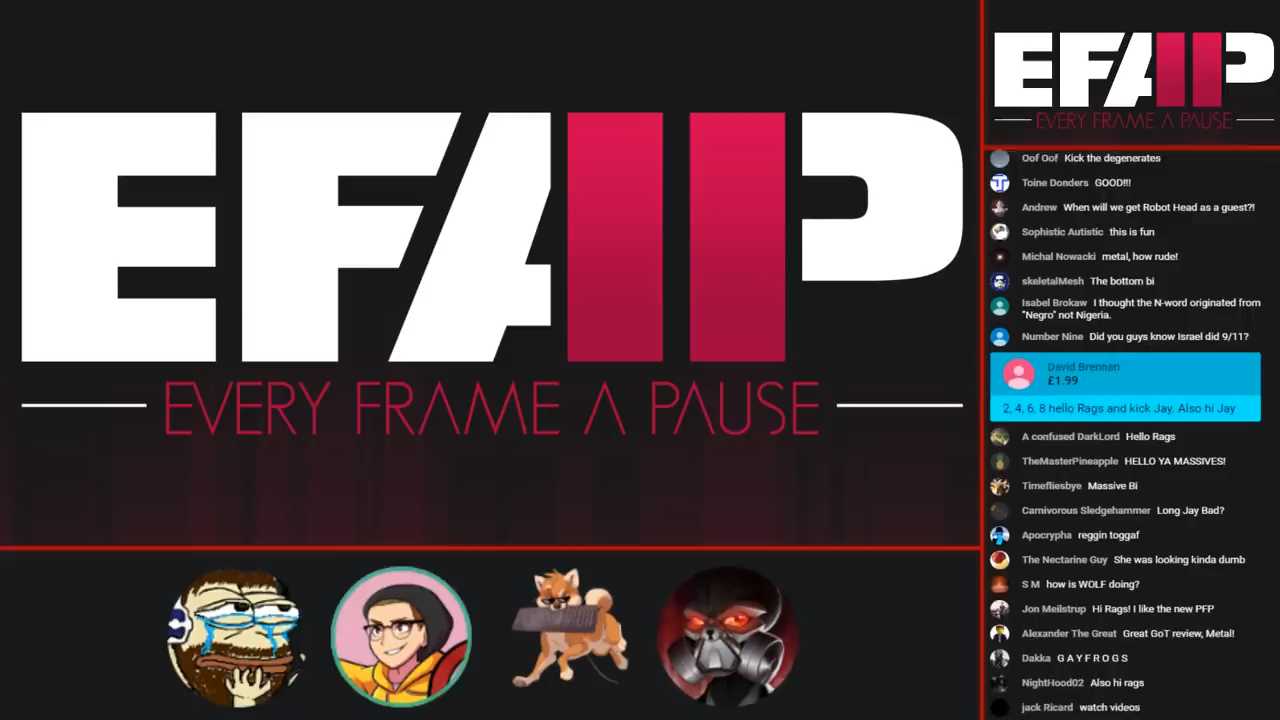 EFAP
EVERY FRAME A PAUSE
EFAP
EVERY FRAME A PAUSE
Oof Oof Kick the degenerates
Toine Donders GOOD!!!
Andrew When will we get Robot Head as a guest?!
Sophistic Autistic this is fun
Michal Nowacki metal, how rude!
skeletalMesh The bottom bi
Isabel Brokaw I thought the N-word originated from
"Negro" not Nigeria.
Number Nine Did you guys know Israel did 9/11?
David Brennan
£1.99
2, 4, 6, 8 hello Rags and kick Jay. Also hi Jay
A confused DarkLord Hello Rags
TheMasterPineapple HELLO YA MASSIVES!
Timefliesbye Massive Bi
Carnivorous Sledgehammer Long Jay Bad?
Apocrypha reggin toggaf
The Nectarine Guy She was looking kinda dumb
S M how is WOLF doing?
Jon Meilstrup Hi Rags! I like the new PFP
Alexander The Great Great GoT review, Metal!
Dakka G A Y F R O G S
NightHood02 Also hi rags
jack Ricard watch videos